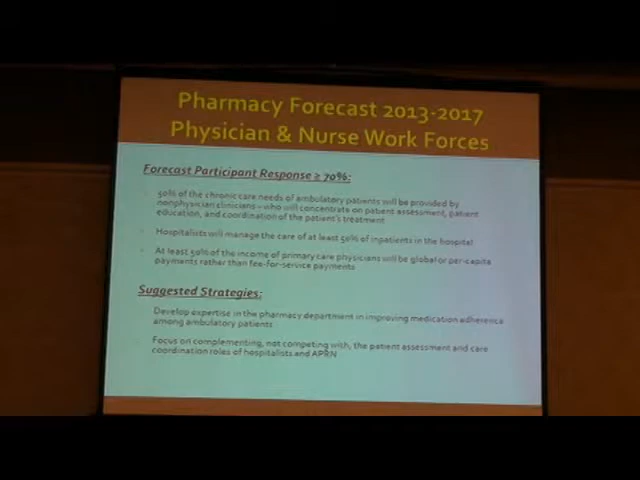 Pharmacy Forecast 2013-2017
Physician & Nurse Work Forces
Forecast Participant Response ≥ 70%:
50% of the chronic care needs of ambulatory patients will be provided by
nonphysician clinicians – who will concentrate on patient assessment, patient
education, and coordination of the patient's treatment
Hospitalists will manage the care of at least 50% of inpatients in the hospital
At least 50% of the income of primary care physicians will be global or per-capita
payments rather than fee-for-service payments
Suggested Strategies:
Develop expertise in the pharmacy department in improving medication adherence
among ambulatory patients
Focus on complementing, not competing with, the patient assessment and care
coordination roles of hospitalists and APRN